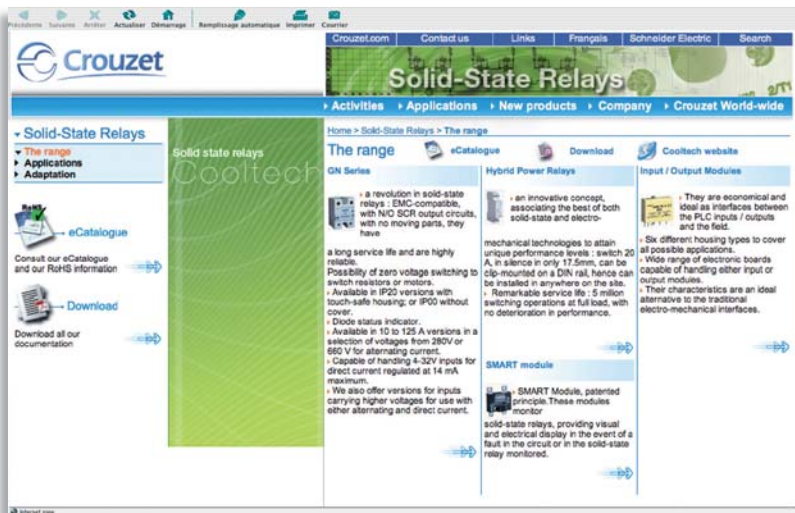 Précédente Suivante Arrêter Actualiser Démarrage Remplissage automatique Imprimer Courrier
Crouzet
Crouzet.com Contact us Links Français Schneider Electric Search
Solid-State Relays
Activities Applications New products Company Crouzet World-wide
Solid-State Relays
The range
Applications
Adaptation
RoHS
eCatalogue
Consult our eCatalogue
and our RoHS information
Download
Download all our
documentation
Solid state relays
Cooltech
Home > Solid-State Relays > The range
The range eCatalogue Download Cooltech website
GN Series
a revolution in solid-state
relays : EMC-compatible,
with N/O SCR output circuits,
with no moving parts, they
have
a long service life and are highly
reliable.
Possibility of zero voltage switching to
switch resistors or motors.
Available in IP20 versions with
touch-safe housing; or IP00 without
cover.
Diode status indicator.
Available in 10 to 125 A versions in a
selection of voltages from 280V or
660 V for alternating current.
Capable of handling 4-32V inputs for
direct current regulated at 14 mA
maximum.
We also offer versions for inputs
carrying higher voltages for use with
either alternating and direct current.
Hybrid Power Relays
an innovative concept,
associating the best of both
solid-state and electro-
mechanical technologies to attain
unique performance levels : switch 20
A, in silence in only 17.5mm, can be
clip-mounted on a DIN rail, hence can
be installed in anywhere on the site.
Remarkable service life : 5 million
switching operations at full load, with
no deterioration in performance.
SMART module
SMART Module, patented
principle.These modules
monitor
solid-state relays, providing visual
and electrical display in the event of a
fault in the circuit or in the solid-state
relay monitored.
Input / Output Modules
They are economical and
ideal as interfaces between
the PLC inputs / outputs
and the field.
Six different housing types to cover
all possible applications.
Wide range of electronic boards
capable of handling either input or
output modules.
Their characteristics are an ideal
alternative to the traditional
electro-mechanical interfaces.
Internet zone